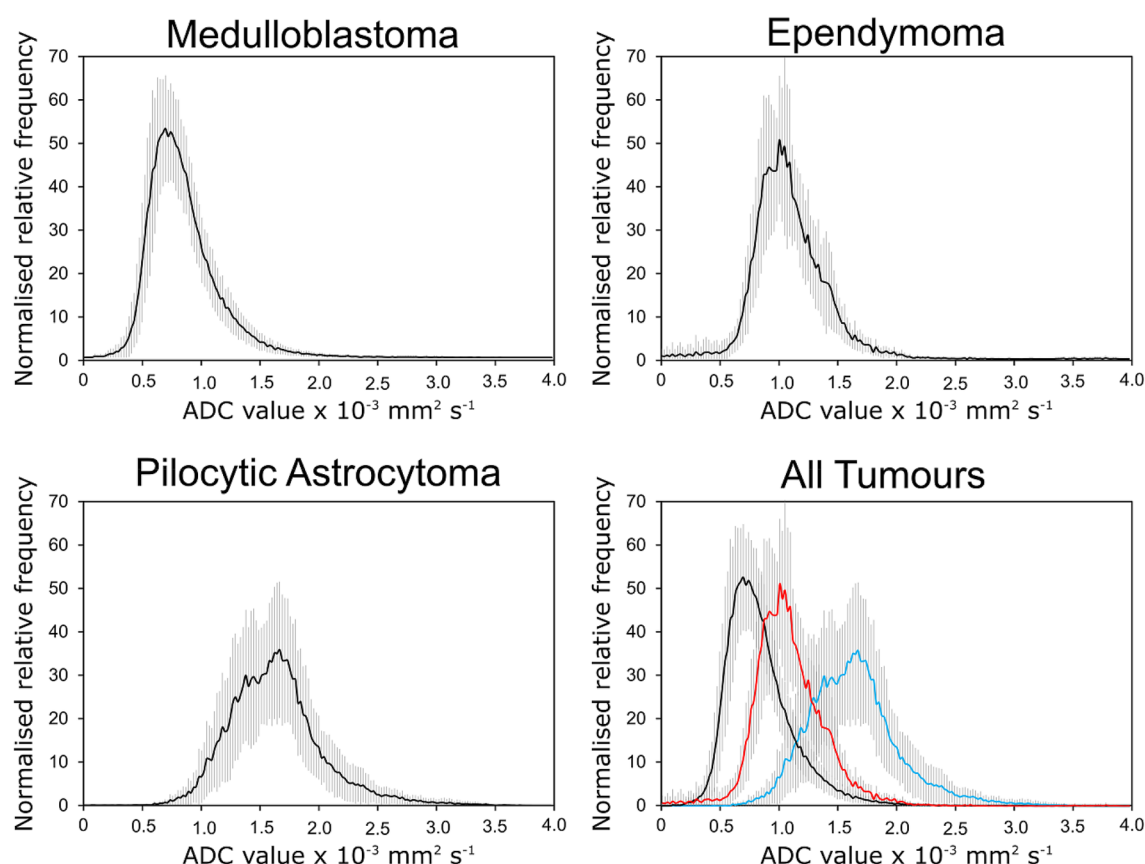 Medulloblastoma
Normalised relative frequency
70
60
50
40
30
20
10
0
0 0.5 1.0 1.5 2.0 2.5 3.0 3.5 4.0
ADC value x 10⁻³ mm² s⁻¹
Ependymoma
Normalised relative frequency
70
60
50
40
30
20
10
0
0 0.5 1.0 1.5 2.0 2.5 3.0 3.5 4.0
ADC value x 10⁻³ mm² s⁻¹
Pilocytic Astrocytoma
Normalised relative frequency
70
60
50
40
30
20
10
0
0 0.5 1.0 1.5 2.0 2.5 3.0 3.5 4.0
ADC value x 10⁻³ mm² s⁻¹
All Tumours
Normalised relative frequency
70
60
50
40
30
20
10
0
0 0.5 1.0 1.5 2.0 2.5 3.0 3.5 4.0
ADC value x 10⁻³ mm² s⁻¹